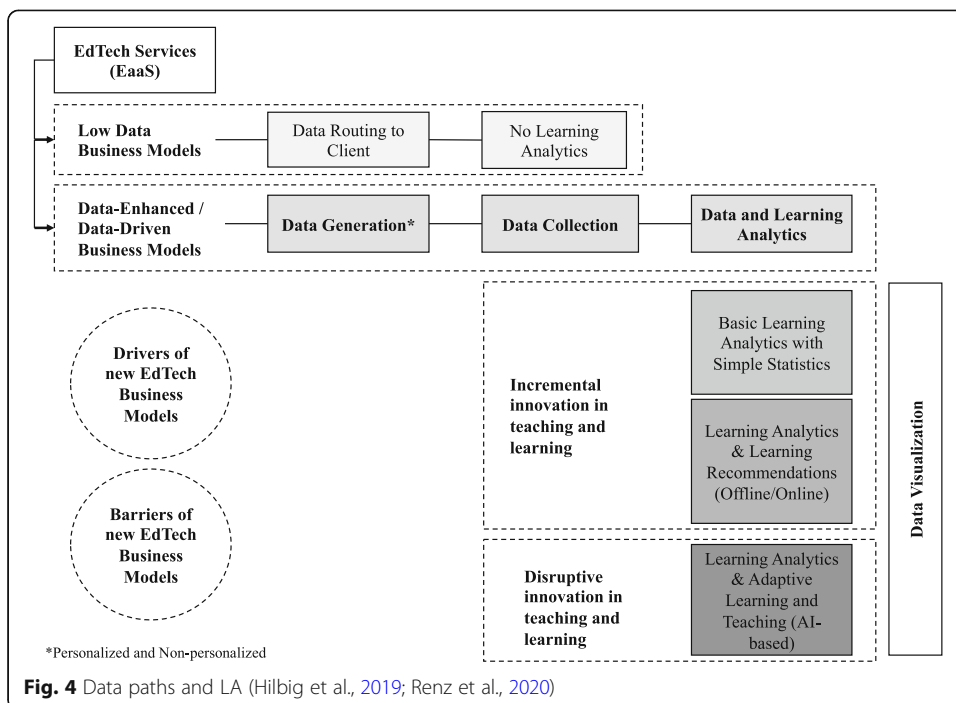 EdTech Services
(EaaS)
Low Data
Business Models
Data Routing to
Client
No Learning
Analytics
Data-Enhanced /
Data-Driven
Business Models
Data Generation*
Data Collection
Data and Learning
Analytics
Drivers of
new EdTech
Business
Models
Barriers of
new EdTech
Business
Models
Incremental
innovation in
teaching and
learning
Basic Learning
Analytics with
Simple Statistics
Learning Analytics
& Learning
Recommendations
(Offline/Online)
Disruptive
innovation in
teaching and
learning
Learning Analytics
& Adaptive
Learning and
Teaching (AI-
based)
Data Visualization
*Personalized and Non-personalized
Fig. 4 Data paths and LA (Hilbig et al., 2019; Renz et al., 2020)